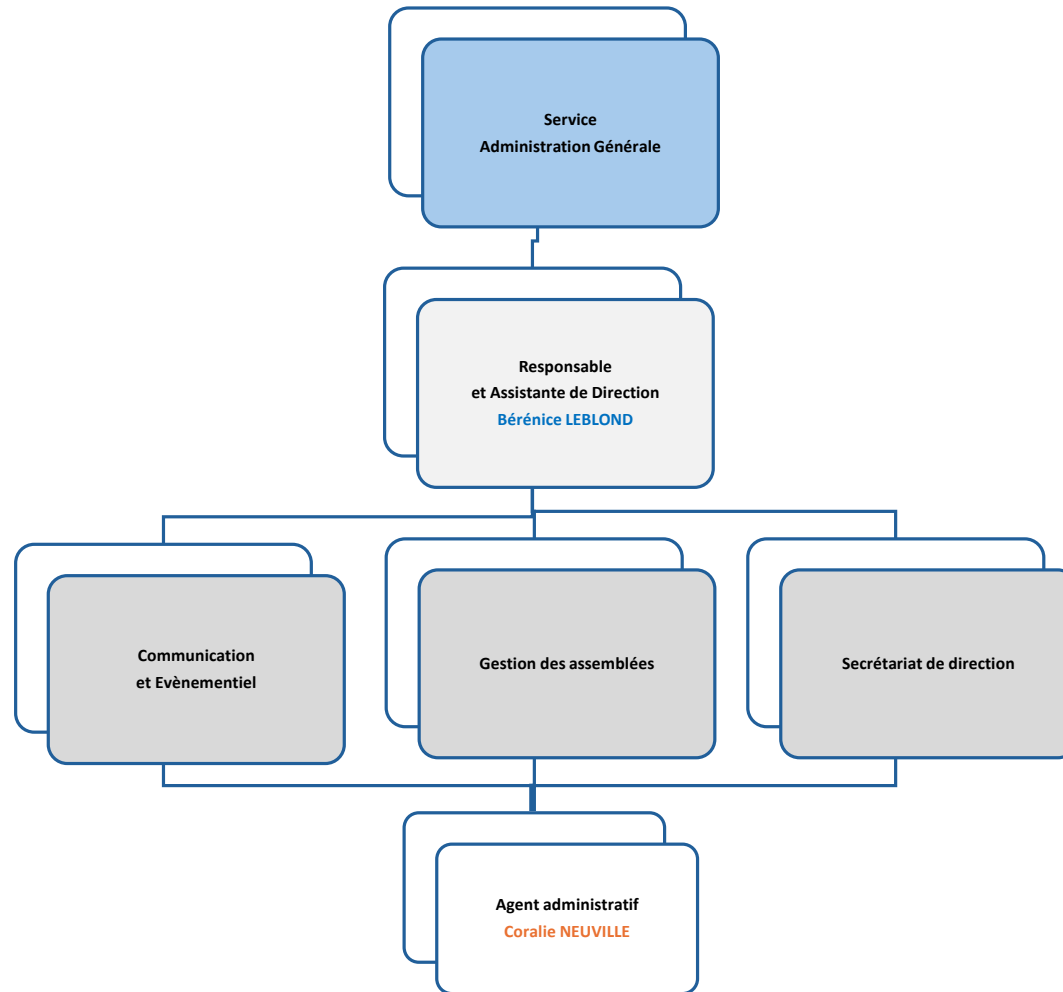 Service
Administration Générale
Responsable
et Assistante de Direction
Bérénice LEBLOND
Communication
et Evènementiel
Gestion des assemblées
Secrétariat de direction
Agent administratif
Coralie NEUVILLE